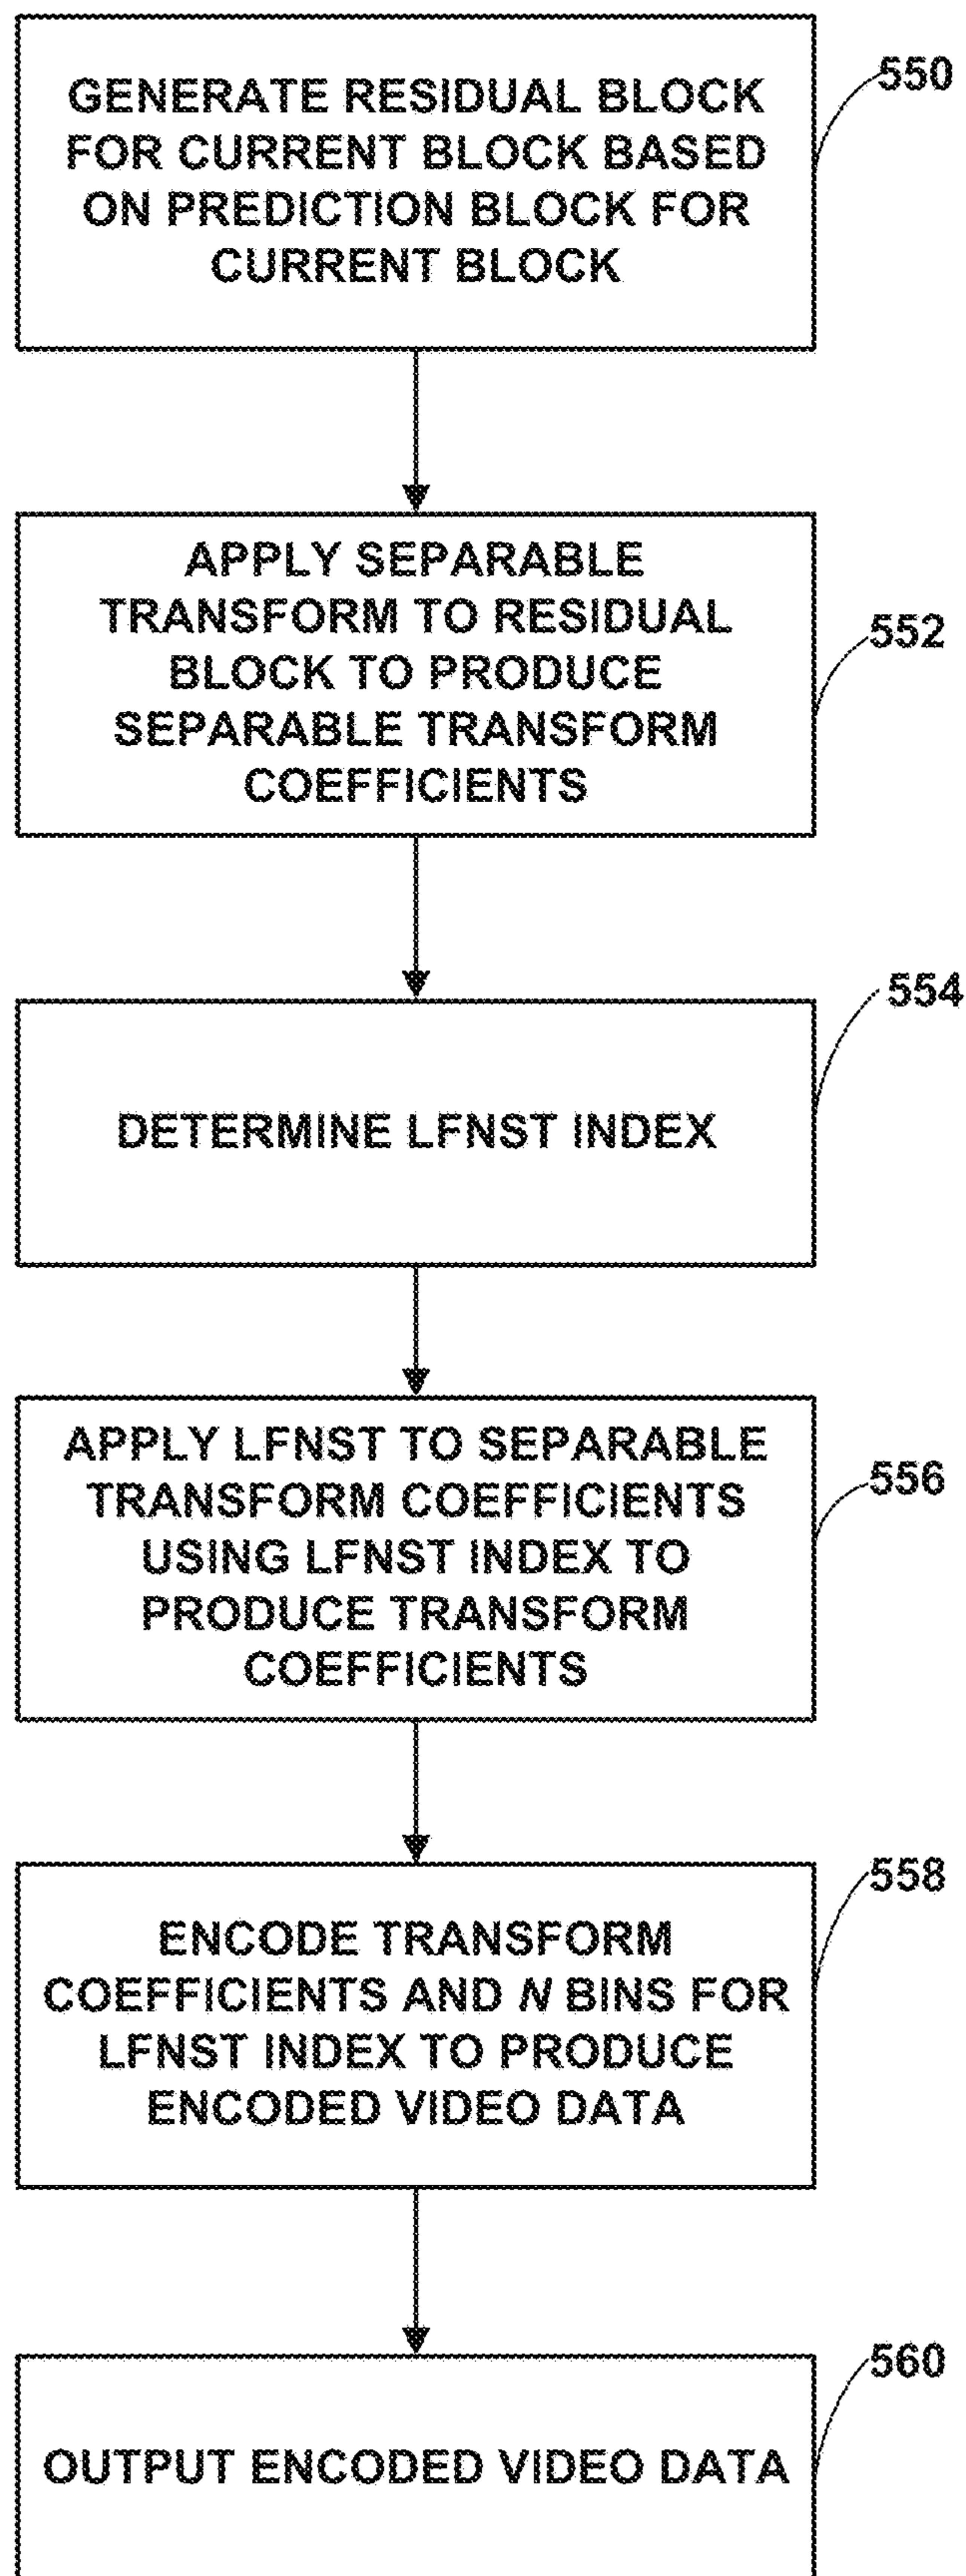 GENERATE RESIDUAL BLOCK
FOR CURRENT BLOCK BASED
ON PREDICTION BLOCK FOR
CURRENT BLOCK
550
APPLY SEPARABLE
TRANSFORM TO RESIDUAL
BLOCK TO PRODUCE
SEPARABLE TRANSFORM
COEFFICIENTS
552
DETERMINE LFNST INDEX
554
APPLY LFNST TO SEPARABLE
TRANSFORM COEFFICIENTS
USING LFNST INDEX TO
PRODUCE TRANSFORM
COEFFICIENTS
556
ENCODE TRANSFORM
COEFFICIENTS AND N BINS FOR
LFNST INDEX TO PRODUCE
ENCODED VIDEO DATA
558
OUTPUT ENCODED VIDEO DATA
560